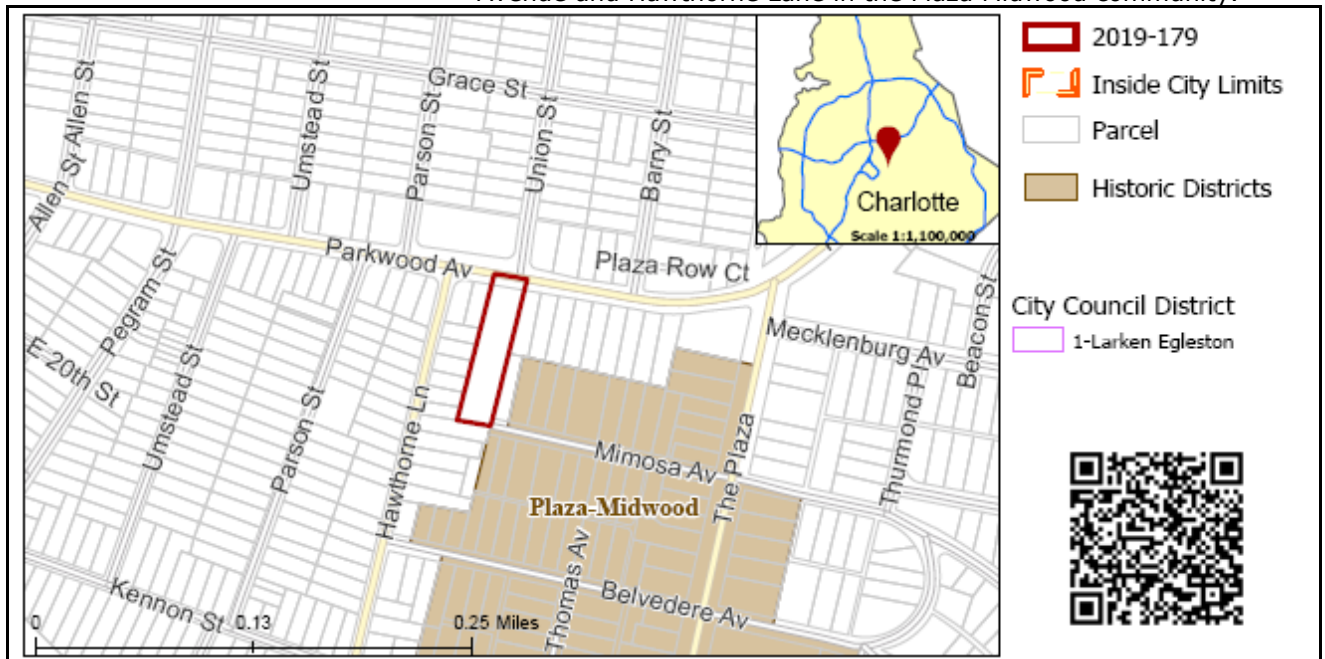 Avenue and Hawthorne Lane in the Plaza Midwood community.
Allen St
Allen St
Umstead St
Parson St
Grace St
Union St
Barry St
Parkwood Av
Plaza Row Ct
Pegram St
E 20th St
Umstead St
Parson St
Hawthorne Ln
Kennon St
Mimosa Av
Plaza-Midwood
The Plaza
Thomas Av
Belvedere Av
Mecklenburg Av
Thurmond Pl
Beacon St
0
0.13
0.25 Miles
Charlotte
Scale 1:1,100,000
2019-179
Inside City Limits
Parcel
Historic Districts
City Council District
1-Larken Egleston